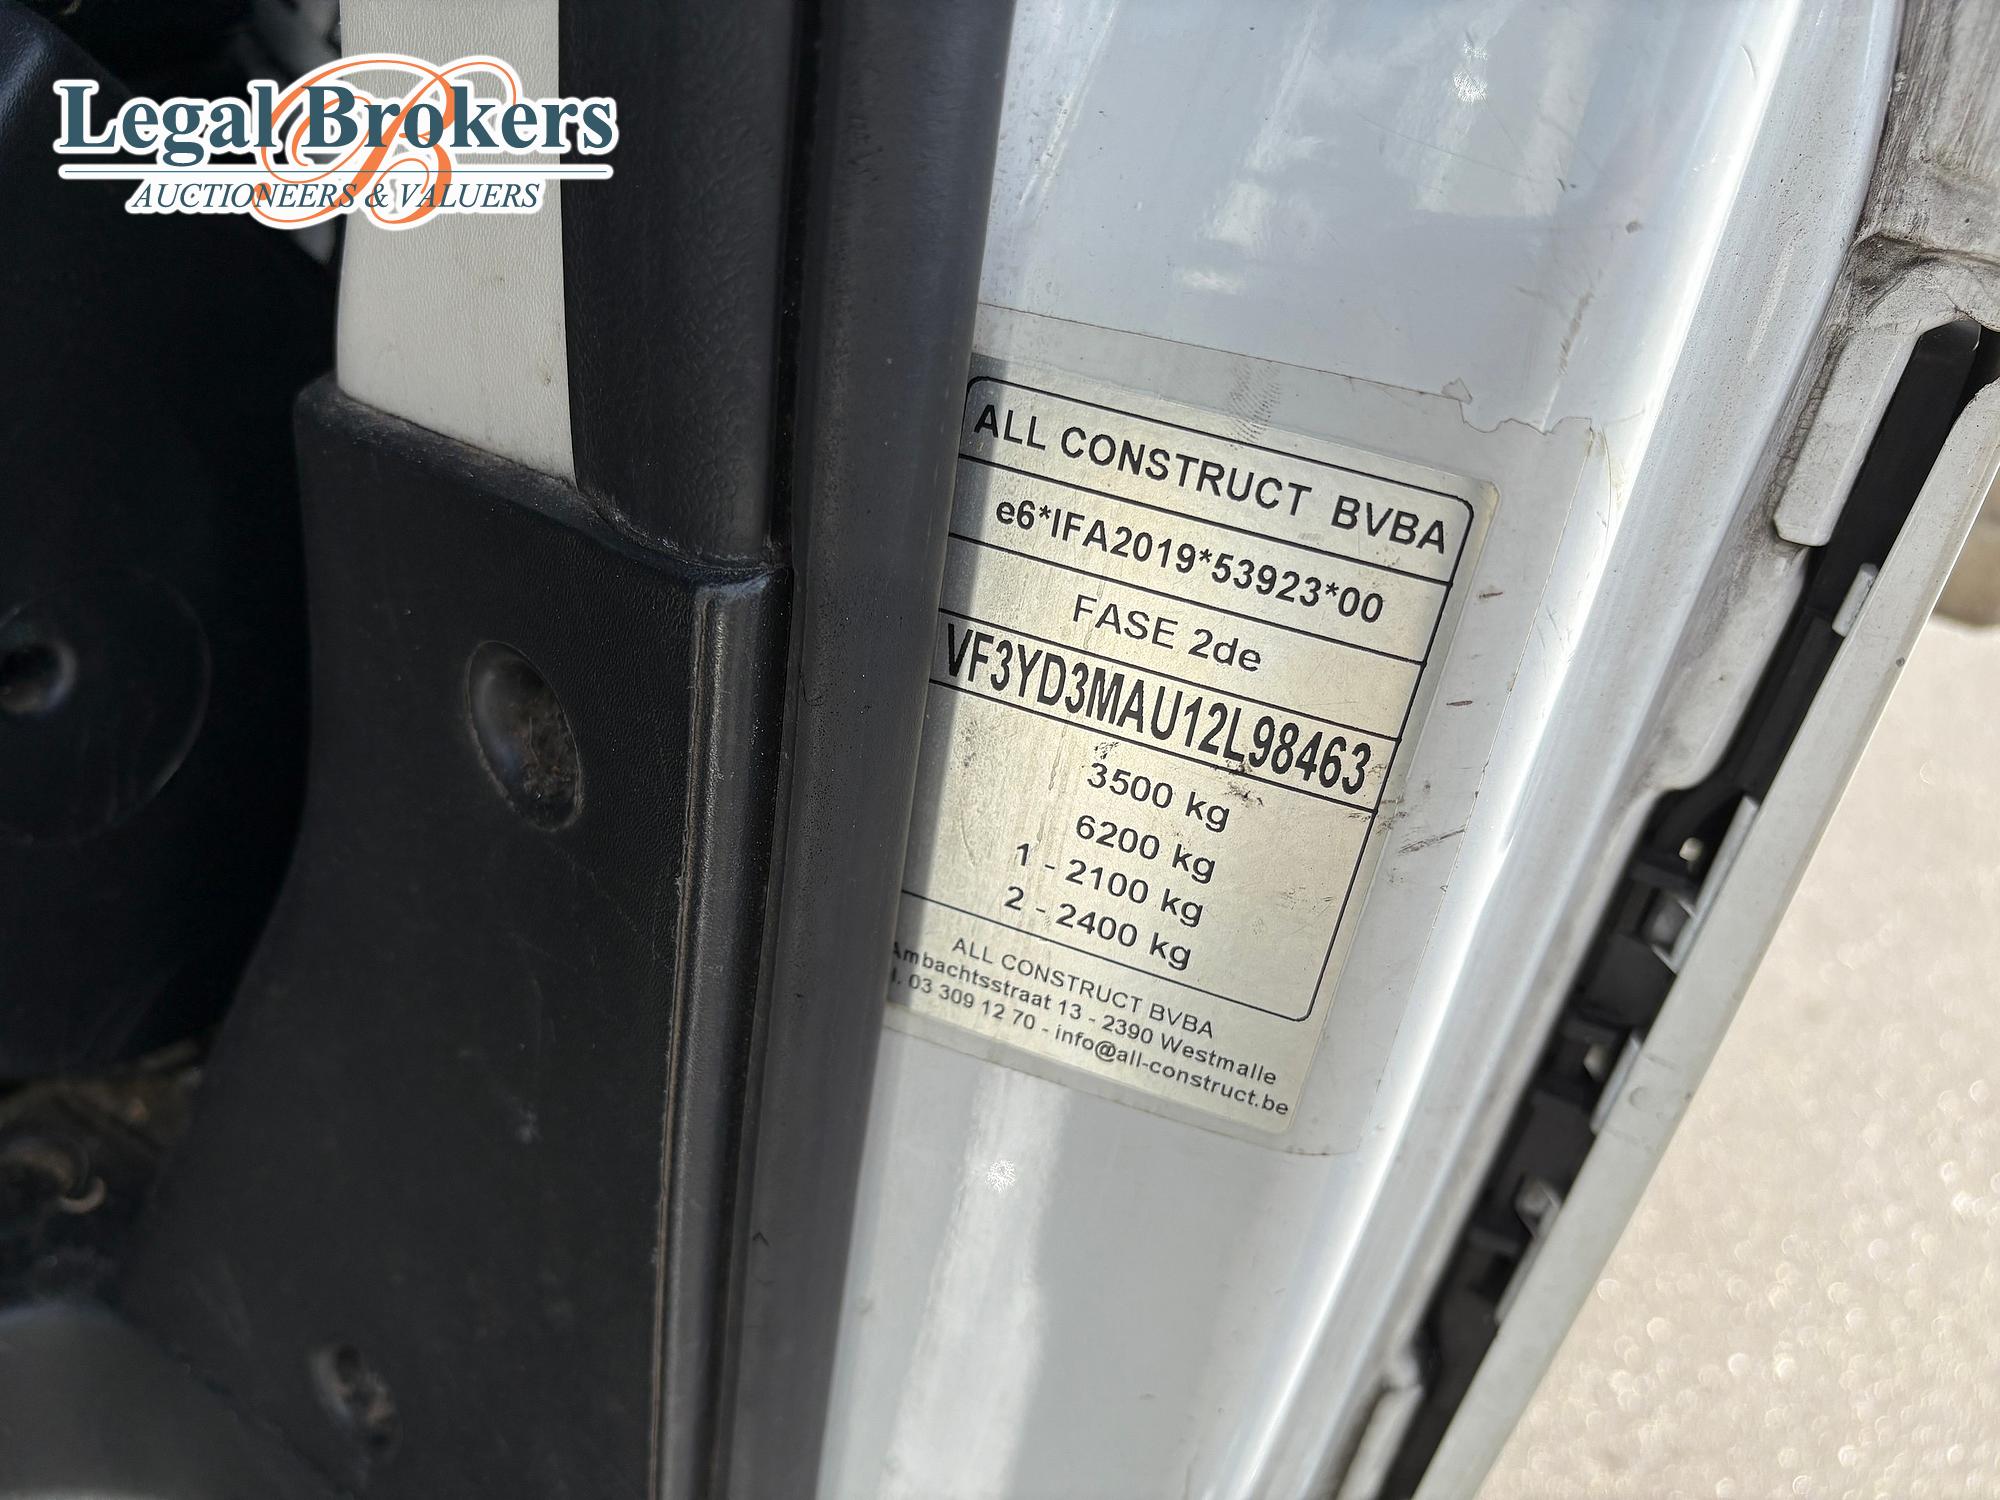 Legal Brokers
AUCTIONEERS & VALUERS
ALL CONSTRUCT BVBA
e6*IFA2019*53923*00
FASE 2de
VF3YD3MAU12L98463
3500 kg
6200 kg
1 - 2100 kg
2 - 2400 kg
ALL CONSTRUCT BVBA
Ambachtsstraat 13 - 2390 Westmalle
l. 03 309 12 70 - info@all-construct.be